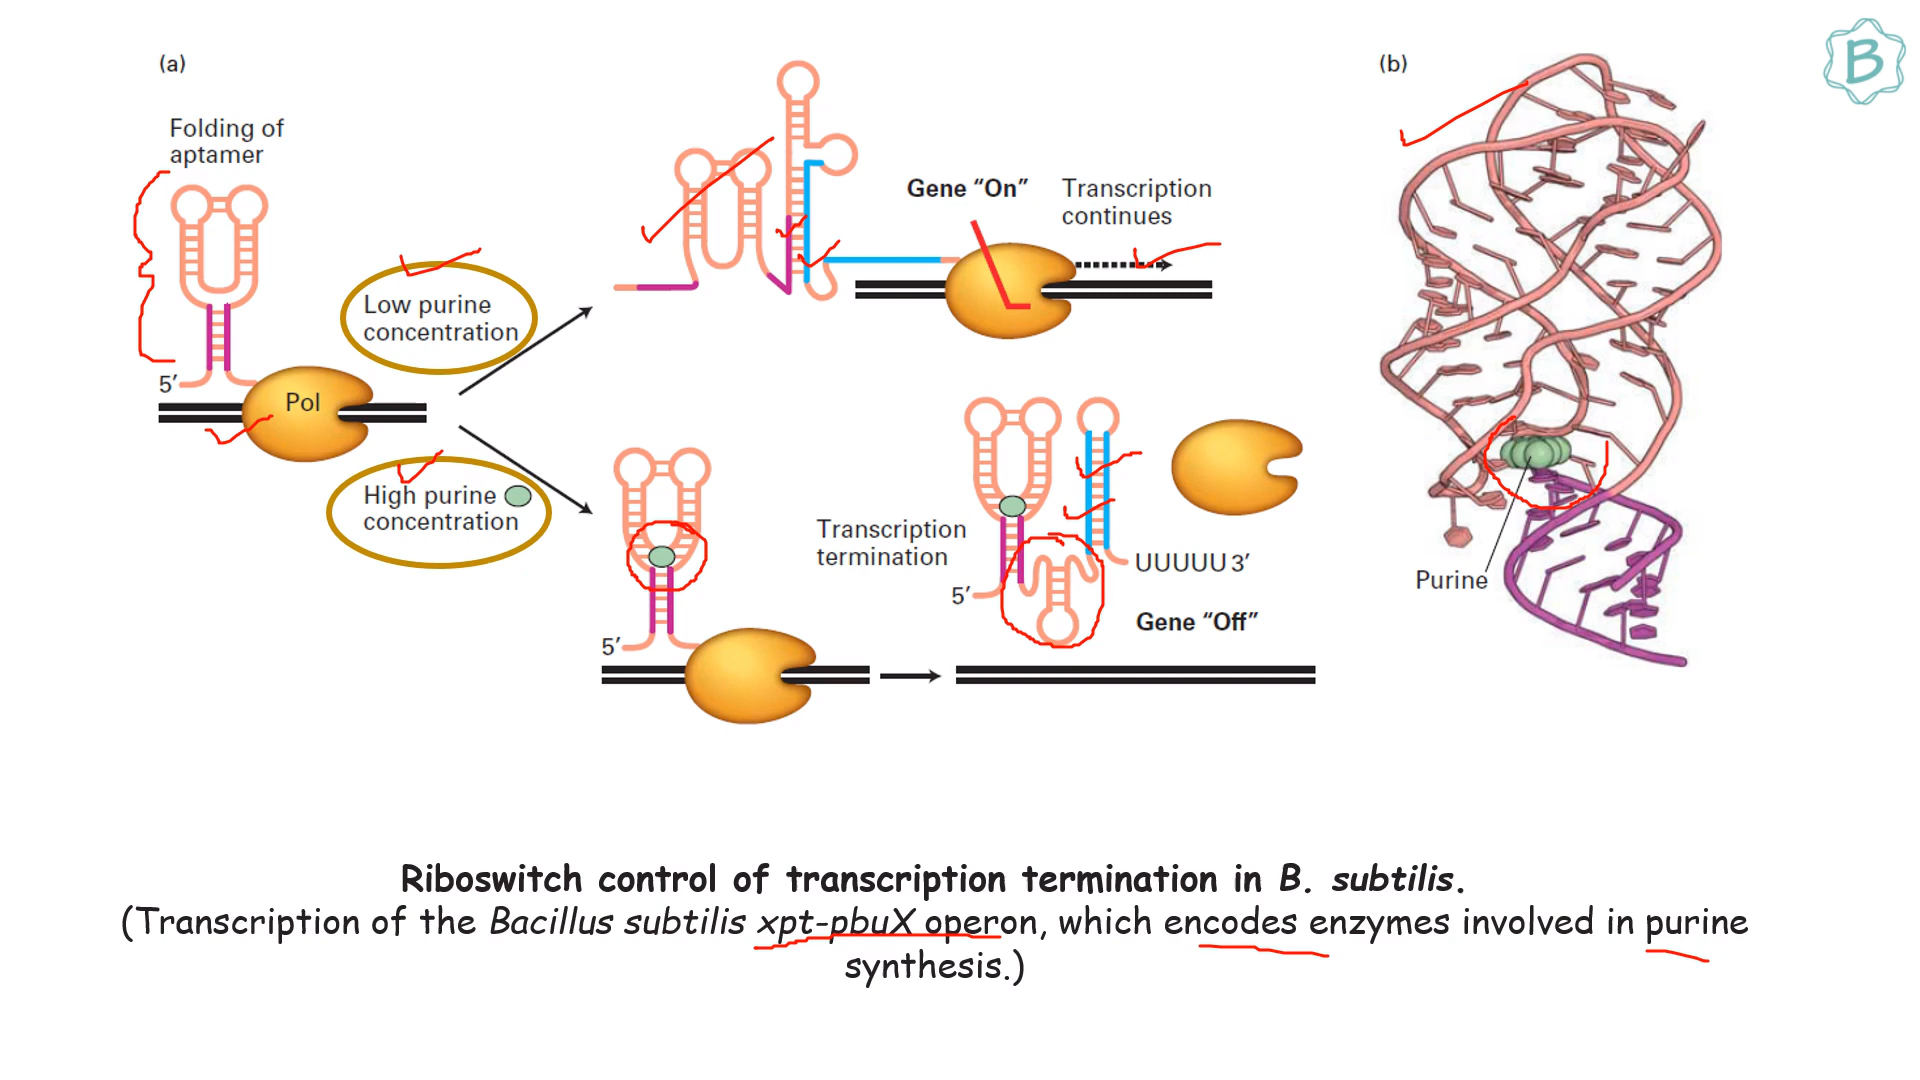 (a)
Folding of
aptamer
5′
Pol
Low purine
concentration
High purine
concentration
Gene “On”
Transcription
continues
5′
Transcription
termination
5′
UUUUU 3′
Gene “Off”
(b)
Purine
B
Riboswitch control of transcription termination in B. subtilis.
(Transcription of the Bacillus subtilis xpt-pbuX operon, which encodes enzymes involved in purine
synthesis.)